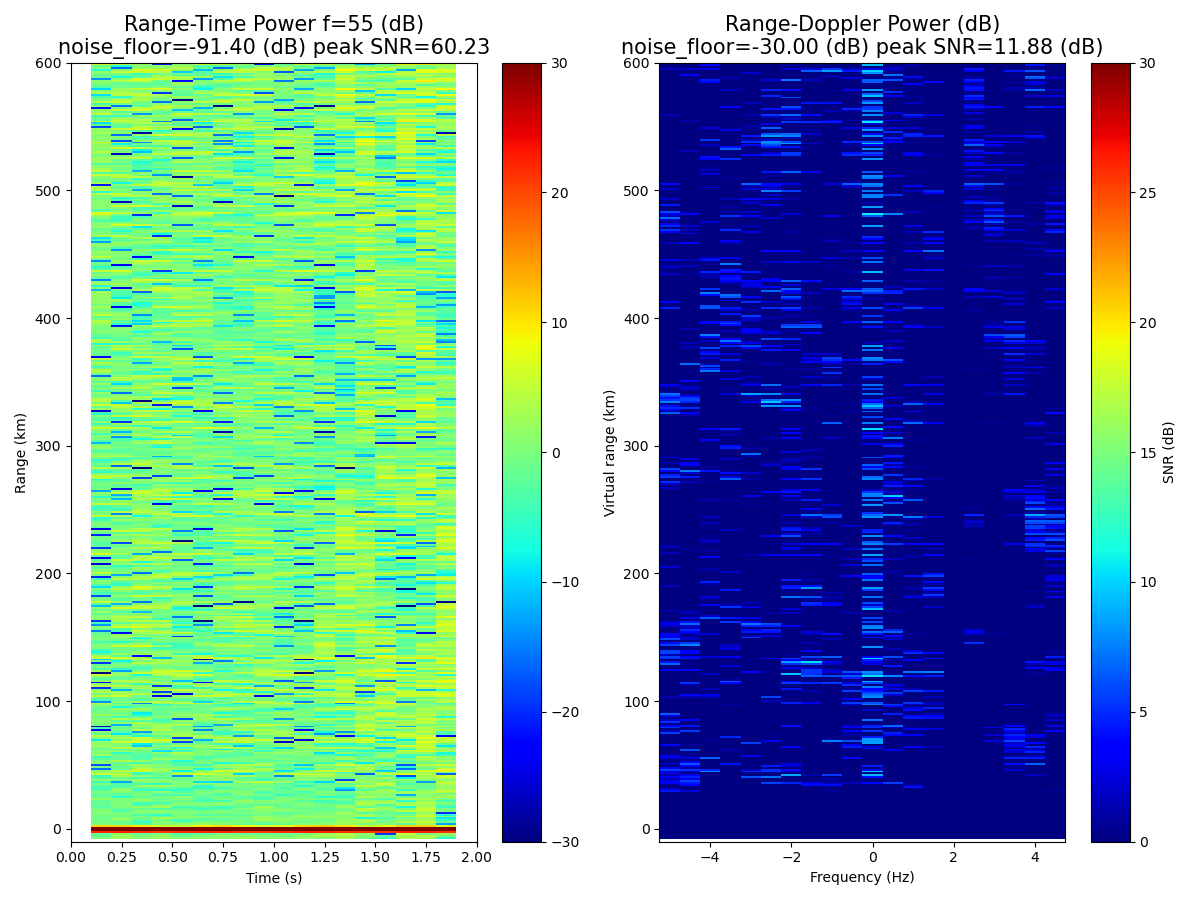 Range-Time Power f=55 (dB)
noise_floor=-91.40 (dB) peak SNR=60.23
600
500
400
300
200
100
0
Range (km)
0.00 0.25 0.50 0.75 1.00 1.25 1.50 1.75 2.00
Time (s)
30
20
10
0
−10
−20
−30
Range-Doppler Power (dB)
noise_floor=-30.00 (dB) peak SNR=11.88 (dB)
600
500
400
300
200
100
0
Virtual range (km)
−4 −2 0 2 4
Frequency (Hz)
30
25
20
15
10
5
0
SNR (dB)